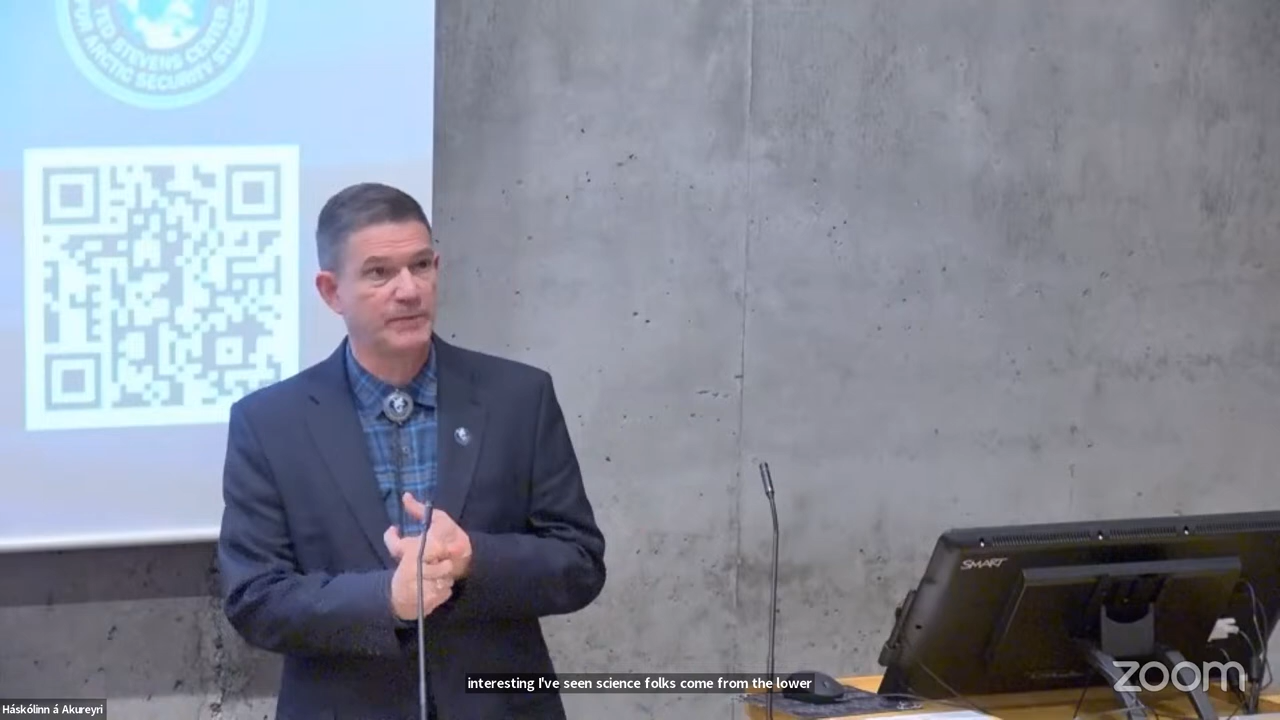 TED STEVENS CENTER
FOR ARCTIC SECURITY STUDIES
SMART
interesting I've seen science folks come from the lower
zoom
Háskólinn á Akureyri